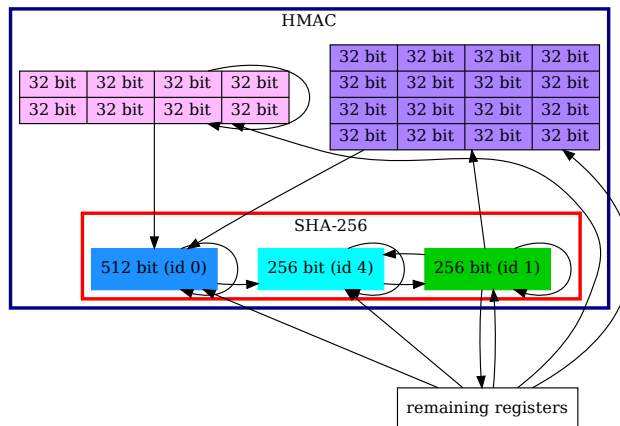 HMAC
32 bit 32 bit 32 bit 32 bit
32 bit 32 bit 32 bit 32 bit
32 bit 32 bit 32 bit 32 bit
32 bit 32 bit 32 bit 32 bit
32 bit 32 bit 32 bit 32 bit
32 bit 32 bit 32 bit 32 bit
SHA-256
512 bit (id 0)
256 bit (id 4)
256 bit (id 1)
remaining registers